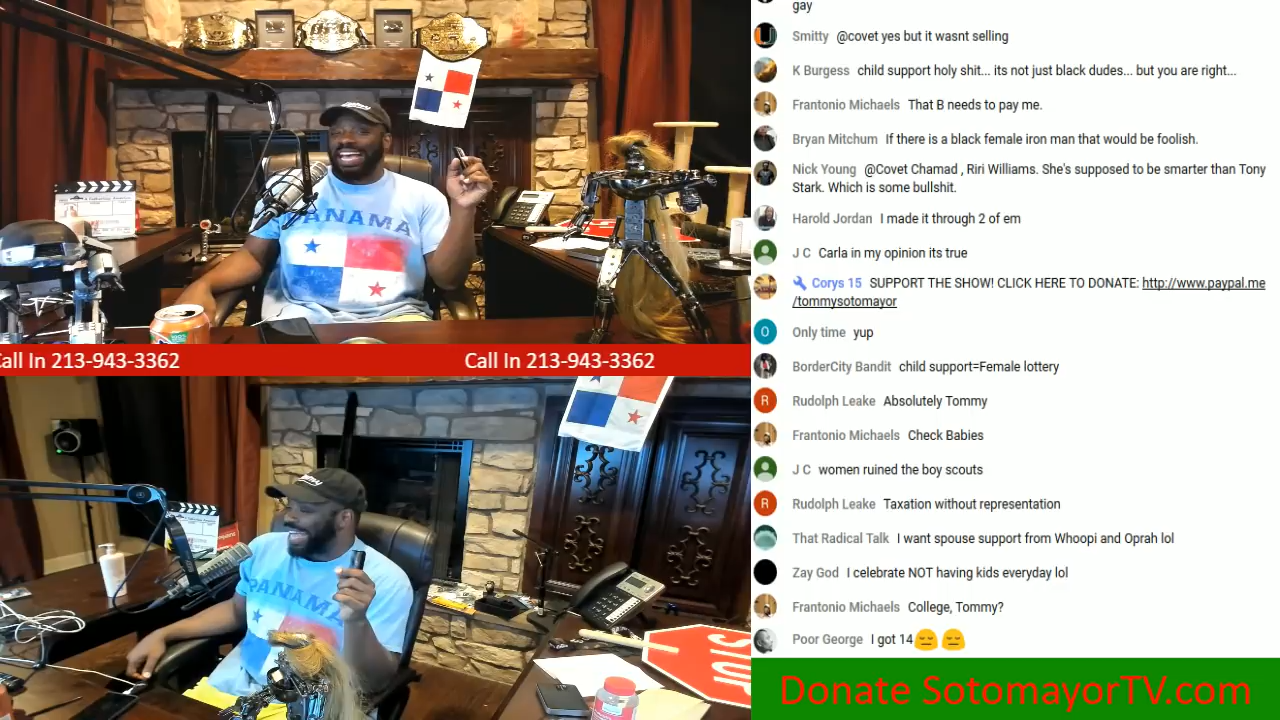 PANAMA
Call In 213-943-3362
Call In 213-943-3362
PANAMA
STOP
gay
Smitty @covet yes but it wasnt selling
K Burgess child support holy shit... its not just black dudes... but you are right...
Frantonio Michaels That B needs to pay me.
Bryan Mitchum If there is a black female iron man that would be foolish.
Nick Young @Covet Chamad , Riri Williams. She's supposed to be smarter than Tony
Stark. Which is some bullshit.
Harold Jordan I made it through 2 of em
J C Carla in my opinion its true
Corys 15 SUPPORT THE SHOW! CLICK HERE TO DONATE: http://www.paypal.me
/tommysotomayor
O Only time yup
BorderCity Bandit child support=Female lottery
R Rudolph Leake Absolutely Tommy
Frantonio Michaels Check Babies
J C women ruined the boy scouts
R Rudolph Leake Taxation without representation
That Radical Talk I want spouse support from Whoopi and Oprah lol
Zay God I celebrate NOT having kids everyday lol
Frantonio Michaels College, Tommy?
Poor George I got 14😔 😔
Donate SotomayorTV.com